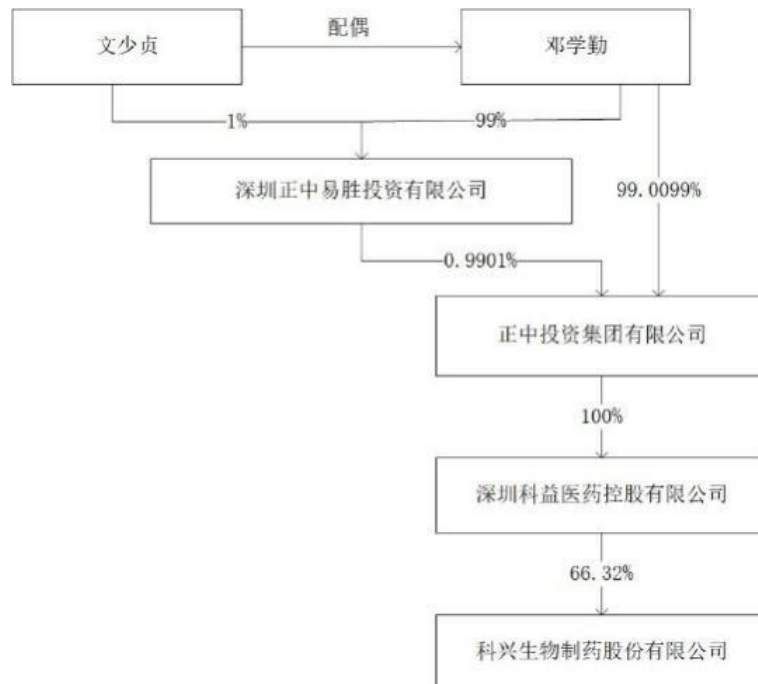 配偶
文少贞
邓学勤
1%
99%
深圳正中易胜投资有限公司
99.0099%
0.9901%
正中投资集团有限公司
100%
深圳科益医药控股有限公司
66.32%
科兴生物制药股份有限公司